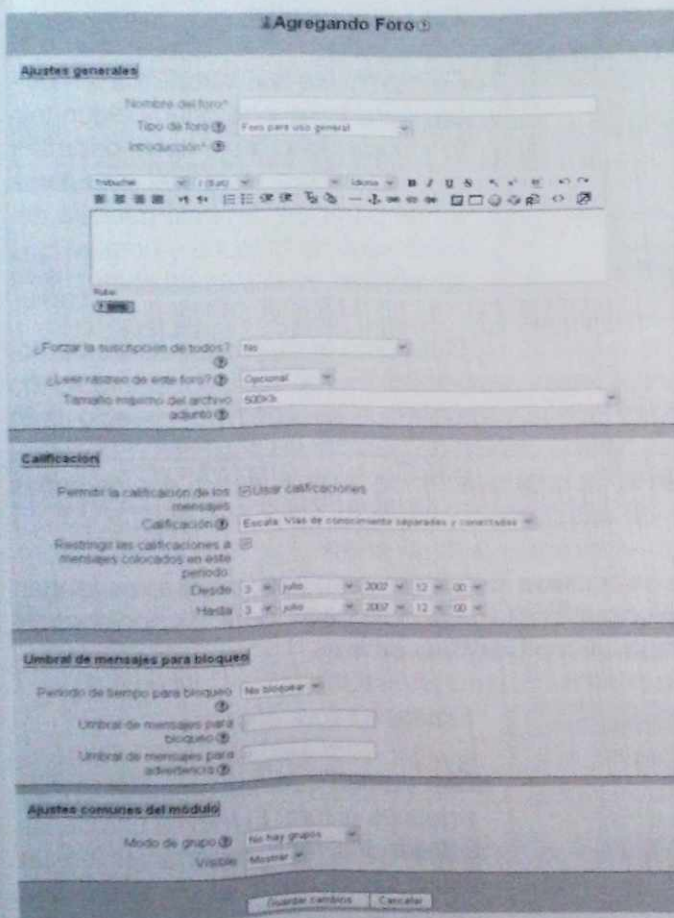 Agregando Foro
Ajustes generales
Nombre del foro*
Tipo de foro Foro para uso general
Introducción*
Trebuchet 1 (8 pt) Idioma B I U S
Ruta:
¿Forzar la suscripción de todos? No
¿Leer rastreo de este foro? Opcional
Tamaño máximo del archivo 500Kb
adjunto
Calificación
Permitir la calificación de los Usar calificaciones
mensajes
Calificación Escala: Vías de conocimiento separadas y conectadas
Restringir las calificaciones a
mensajes colocados en este
periodo:
Desde 3 julio 2007 12 00
Hasta 3 julio 2007 12 00
Umbral de mensajes para bloqueo
Periodo de tiempo para bloqueo No bloquear
Umbral de mensajes para
bloqueo
Umbral de mensajes para
advertencia
Ajustes comunes del módulo
Modo de grupo No hay grupos
Visible Mostrar
Guardar cambios Cancelar